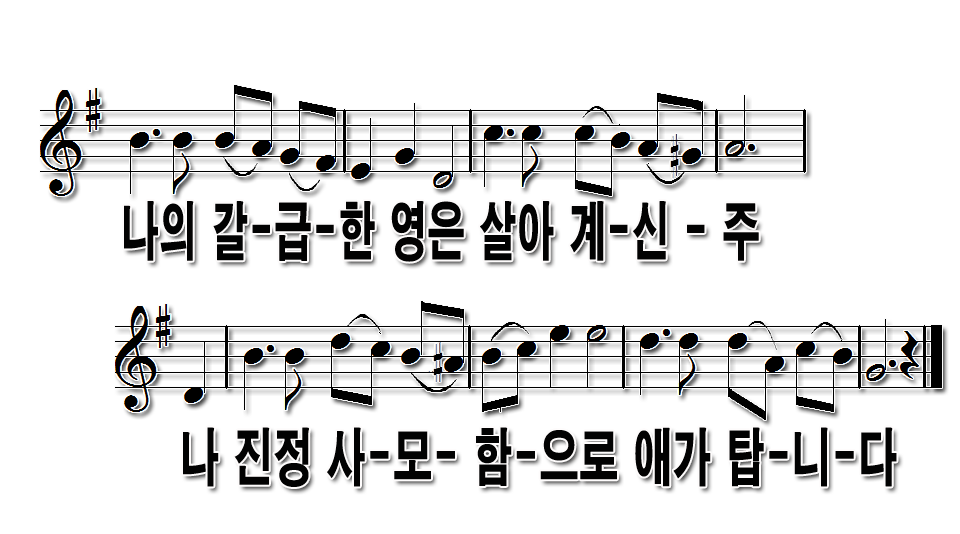 나의 갈-급-한 영은 살아 계-신 - 주
나 진정 사-모- 함-으로 애가 탑-니-다